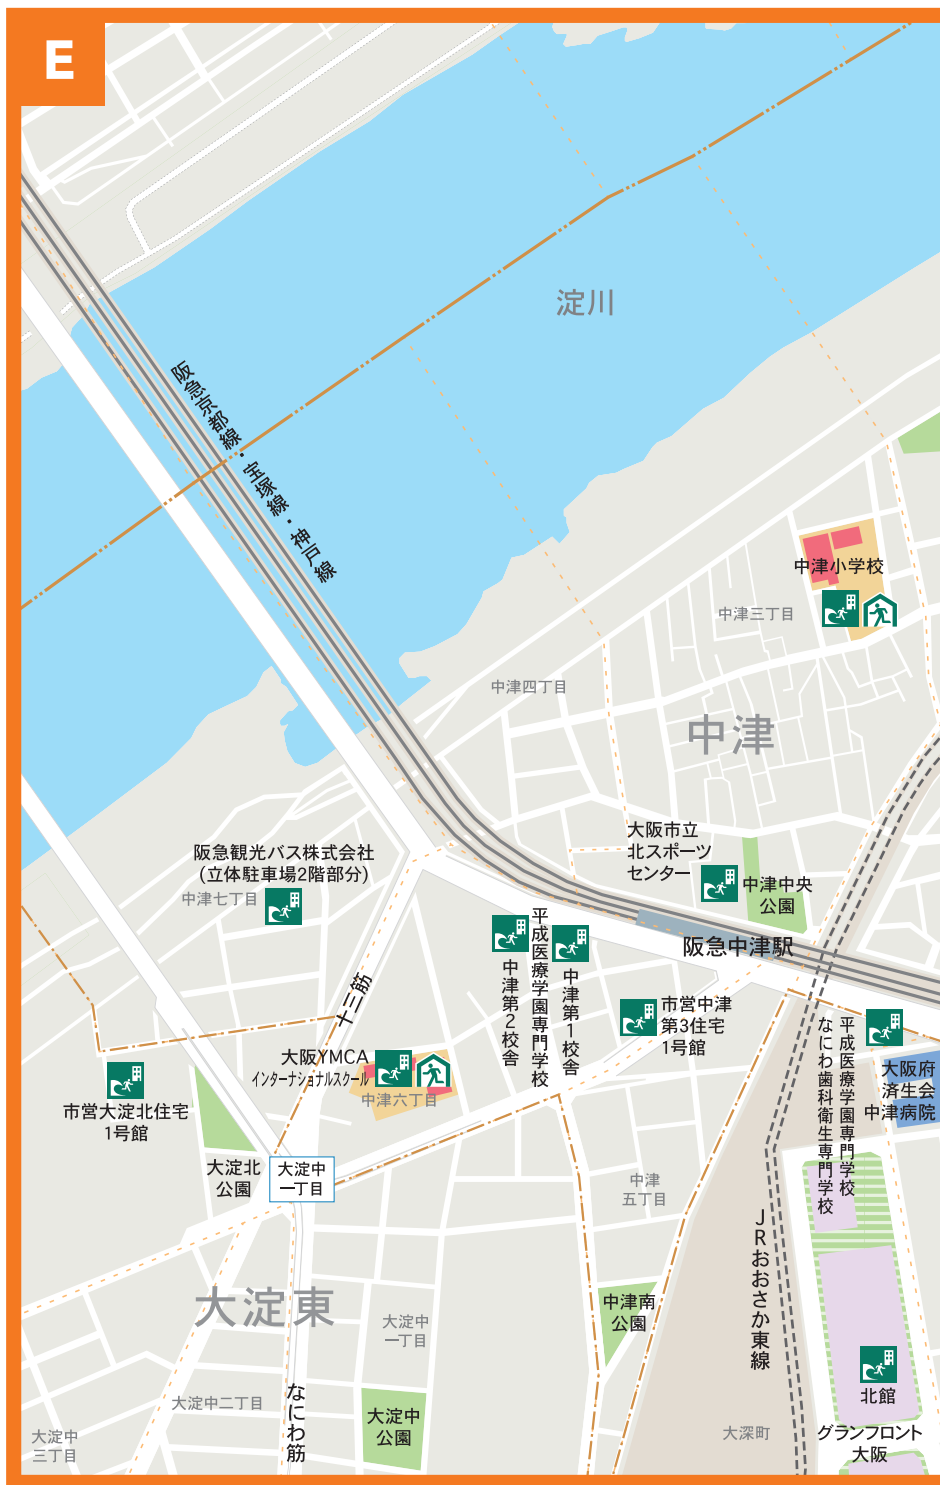 E
淀川
阪急京都線・宝塚線・神戸線
中津小学校
中津三丁目
中津四丁目
中津
大阪市立
北スポーツ
センター
阪急観光バス株式会社
(立体駐車場2階部分)
中津七丁目
中津中央
公園
阪急中津駅
平成医療学園専門学校
中津第2校舎
中津第1校舎
十三筋
市営中津
第3住宅
1号館
平成医療学園専門学校
なにわ歯科衛生専門学校
大阪府
済生会
中津病院
大阪YMCA
インターナショナルスクール
中津六丁目
市営大淀北住宅
1号館
大淀北
公園
大淀中
一丁目
中津
五丁目
JRおおさか東線
大淀東
中津南
公園
大淀中
一丁目
大淀中二丁目
なにわ筋
大淀中
公園
大淀中
三丁目
大深町
北館
グランフロント
大阪